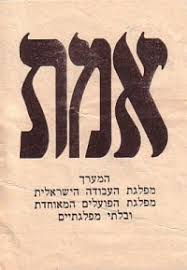 אמת
המערך
מפלגת העבודה הישראלית
מפלגת הפועלים המאוחדת
ובלתי מפלגתיים